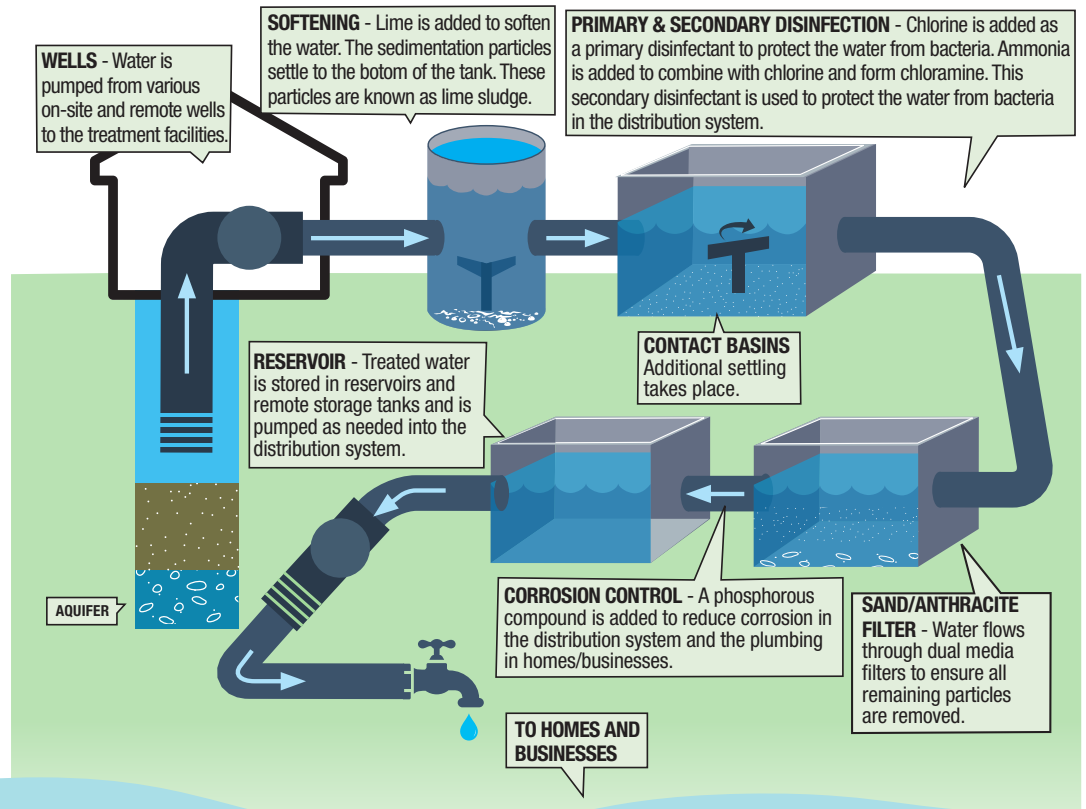 WELLS - Water is
pumped from various
on-site and remote wells
to the treatment facilities.
SOFTENING - Lime is added to soften
the water. The sedimentation particles
settle to the botom of the tank. These
particles are known as lime sludge.
PRIMARY & SECONDARY DISINFECTION - Chlorine is added as
a primary disinfectant to protect the water from bacteria. Ammonia
is added to combine with chlorine and form chloramine. This
secondary disinfectant is used to protect the water from bacteria
in the distribution system.
CONTACT BASINS
Additional settling
takes place.
RESERVOIR - Treated water
is stored in reservoirs and
remote storage tanks and is
pumped as needed into the
distribution system.
AQUIFER
CORROSION CONTROL - A phosphorous
compound is added to reduce corrosion in
the distribution system and the plumbing
in homes/businesses.
SAND/ANTHRACITE
FILTER - Water flows
through dual media
filters to ensure all
remaining particles
are removed.
TO HOMES AND
BUSINESSES